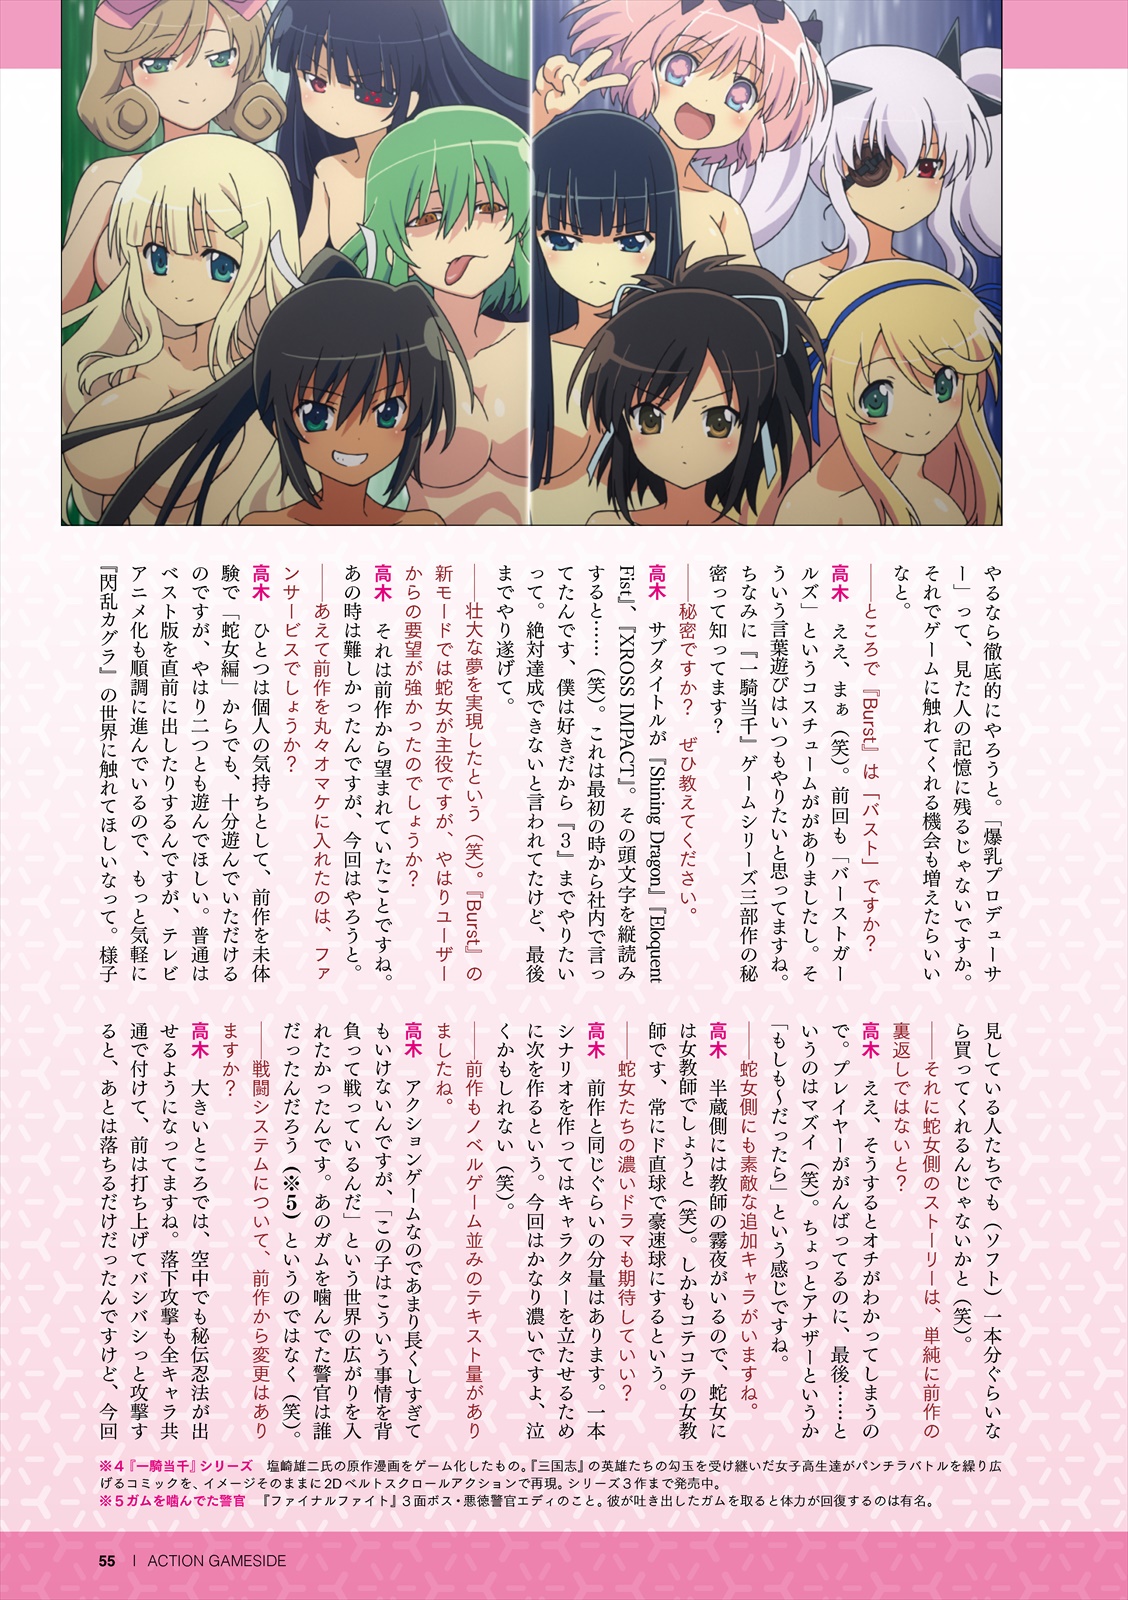 やるなら徹底的にやろうと。「爆乳プロデューサ
ー」って、見た人の記憶に残るじゃないですか。
それでゲームに触れてくれる機会も増えたらいい
なと。
――ところで『Burst』は「バスト」ですか？
高木　ええ、まぁ（笑）。前回も「バーストガー
ルズ」というコスチュームががありましたし。そ
ういう言葉遊びはいつもやりたいと思ってますね。
ちなみに『一騎当千』ゲームシリーズ三部作の秘
密って知ってます？
――秘密ですか？　ぜひ教えてください。
高木　サブタイトルが『Shining Dragon』『Eloquent
Fist』、『XROSS IMPACT』。その頭文字を縦読み
すると……（笑）。これは最初の時から社内で言っ
てたんです、僕は好きだから『3』までやりたい
って。絶対達成できないと言われてたけど、最後
までやり遂げて。
――壮大な夢を実現したという（笑）。『Burst』の
新モードでは蛇女が主役ですが、やはりユーザー
からの要望が強かったのでしょうか？
高木　それは前作から望まれていたことですね。
あの時は難しかったんですが、今回はやろうと。
――あえて前作を丸々オマケに入れたのは、ファ
ンサービスでしょうか？
高木　ひとつは個人の気持ちとして、前作を未体
験で「蛇女編」からでも、十分遊んでいただける
のですが、やはり二つとも遊んでほしい。普通は
ベスト版を直前に出したりするんですが、テレビ
アニメ化も順調に進んでいるので、もっと気軽に
『閃乱カグラ』の世界に触れてほしいなって。様子
見している人たちでも（ソフト）一本分ぐらいな
ら買ってくれるんじゃないかと（笑）。
――それに蛇女側のストーリーは、単純に前作の
裏返しではないと？
高木　ええ、そうするとオチがわかってしまうの
で。プレイヤーががんばってるのに、最後……と
いうのはマズイ（笑）。ちょっとアナザーというか
「もしも〜だったら」という感じですね。
――蛇女側にも素敵な追加キャラがいますね。
高木　半蔵側には教師の霧夜がいるので、蛇女に
は女教師でしょうと（笑）。しかもコテコテの女教
師です、常にド直球で豪速球にするという。
――蛇女たちの濃いドラマも期待していい？
高木　前作と同じぐらいの分量はあります。一本
シナリオを作ってはキャラクターを立たせるため
に次を作るという。今回はかなり濃いですよ、泣
くかもしれない（笑）。
――前作もノベルゲーム並みのテキスト量があり
ましたね。
高木　アクションゲームなのであまり長くしすぎて
もいけないんですが、「この子はこういう事情を背
負って戦っているんだ」という世界の広がりを入
れたかったんです。あのガムを噛んでた警官は誰
だったんだろう（※5）というのではなく（笑）。
――戦闘システムについて、前作から変更はあり
ますか？
高木　大きいところでは、空中でも秘伝忍法が出
せるようになってますね。落下攻撃も全キャラ共
通で付けて、前は打ち上げてバシバシっと攻撃す
ると、あとは落ちるだけだったんですけど、今回
※4『一騎当千』シリーズ　塩崎雄二氏の原作漫画をゲーム化したもの。『三国志』の英雄たちの勾玉を受け継いだ女子高生達がパンチラバトルを繰り広
げるコミックを、イメージそのままに2Dベルトスクロールアクションで再現。シリーズ3作まで発売中。
※5ガムを噛んでた警官　『ファイナルファイト』3面ボス・悪徳警官エディのこと。彼が吐き出したガムを取ると体力が回復するのは有名。
55 | ACTION GAMESIDE